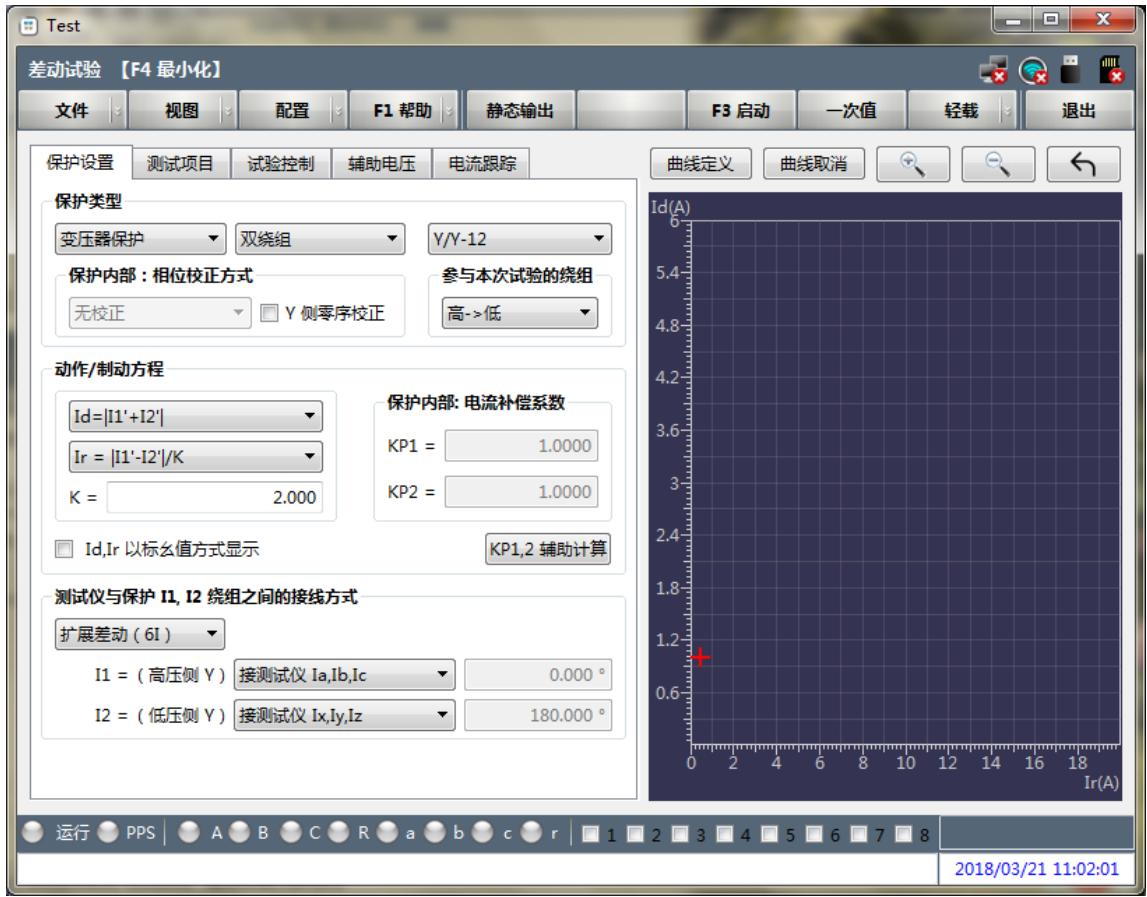 Test
差动试验 【F4 最小化】
文件 视图 配置 F1 帮助 静态输出 F3 启动 一次值 轻载 退出
保护设置 测试项目 试验控制 辅助电压 电流跟踪
曲线定义 曲线取消
保护类型
变压器保护 双绕组 Y/Y-12
保护内部：相位校正方式
无校正 Y 侧零序校正
参与本次试验的绕组
高->低
动作/制动方程
Id=|I1'+I2'|
Ir = |I1'-I2'|/K
K = 2.000
保护内部: 电流补偿系数
KP1 = 1.0000
KP2 = 1.0000
Id,Ir 以标幺值方式显示
KP1,2 辅助计算
测试仪与保护 I1, I2 绕组之间的接线方式
扩展差动（6I）
I1 =（高压侧 Y） 接测试仪 Ia,Ib,Ic 0.000 °
I2 =（低压侧 Y） 接测试仪 Ix,Iy,Iz 180.000 °
Id(A)
6
5.4
4.8
4.2
3.6
3
2.4
1.8
1.2
0.6
0 2 4 6 8 10 12 14 16 18
Ir(A)
运行 PPS A B C R a b c r 1 2 3 4 5 6 7 8
2018/03/21 11:02:01